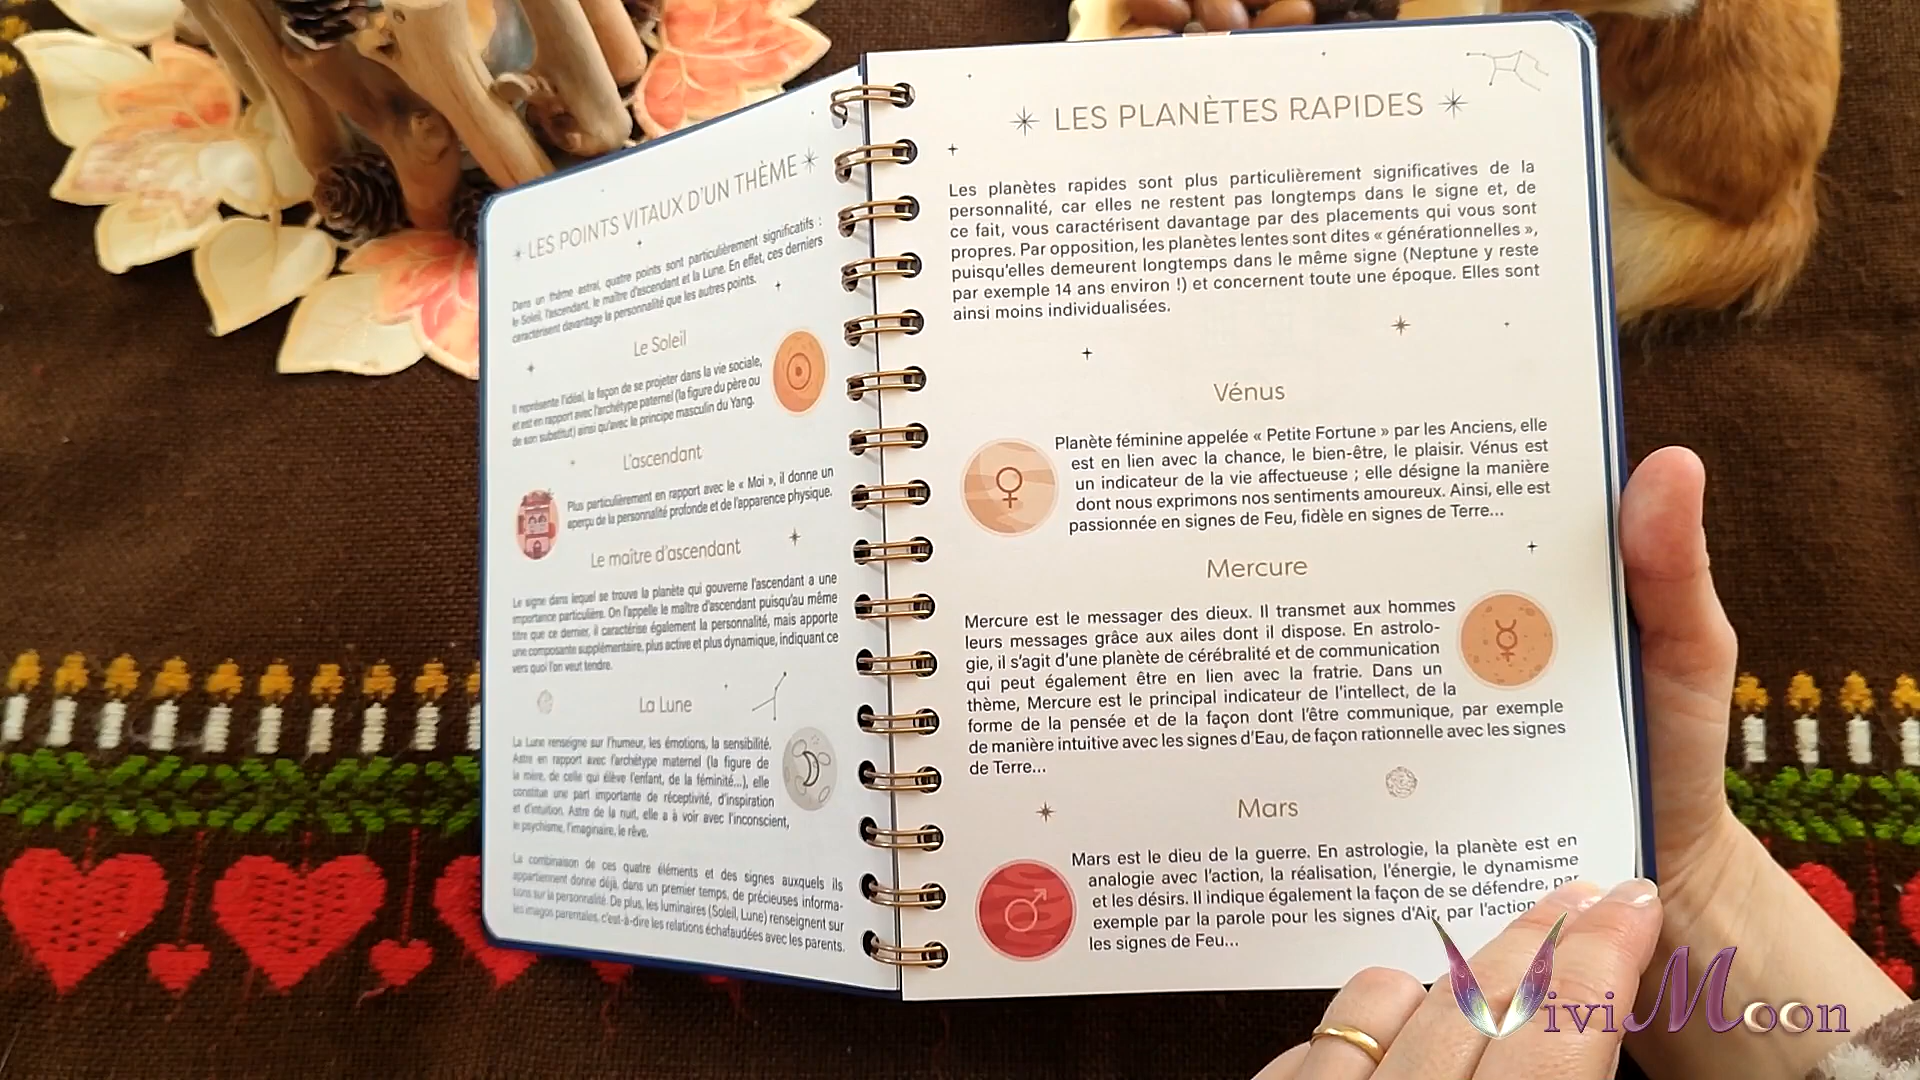 LES POINTS VITAUX D'UN THÈME
Dans un thème astral, quatre points sont particulièrement significatifs :
le Soleil, l'ascendant, le maître d'ascendant et la Lune. En effet, ces derniers
caractérisent davantage la personnalité que les autres points.
Le Soleil
Il représente l'idéal, la façon de se projeter dans la vie sociale,
et est en rapport avec l'archétype paternel (la figure du père ou
de son substitut) ainsi qu'avec le principe masculin du Yang.
L'ascendant
Plus particulièrement en rapport avec le « Moi », il donne un
aperçu de la personnalité profonde et de l'apparence physique.
Le maître d'ascendant
Le signe dans lequel se trouve la planète qui gouverne l'ascendant a une
importance particulière. On l'appelle le maître d'ascendant puisqu'au même
titre que ce dernier, il caractérise également la personnalité, mais apporte
une composante supplémentaire, plus active et plus dynamique, indiquant ce
vers quoi l'on veut tendre.
La Lune
La Lune renseigne sur l'humeur, les émotions, la sensibilité.
Astre en rapport avec l'archétype maternel (la figure de
la mère, de celle qui élève l'enfant, de la féminité...), elle
constitue une part importante de réceptivité, d'inspiration
et d'intuition. Astre de la nuit, elle a à voir avec l'inconscient,
le psychisme, l'imaginaire, le rêve.
La combinaison de ces quatre éléments et des signes auxquels ils
appartiennent donne déjà, dans un premier temps, de précieuses informa-
tions sur la personnalité. De plus, les luminaires (Soleil, Lune) renseignent sur
les imagos parentales, c'est-à-dire les relations échafaudées avec les parents.
LES PLANÈTES RAPIDES
Les planètes rapides sont plus particulièrement significatives de la
personnalité, car elles ne restent pas longtemps dans le signe et, de
ce fait, vous caractérisent davantage par des placements qui vous sont
propres. Par opposition, les planètes lentes sont dites « générationnelles »,
puisqu'elles demeurent longtemps dans le même signe (Neptune y reste
par exemple 14 ans environ !) et concernent toute une époque. Elles sont
ainsi moins individualisées.
Vénus
Planète féminine appelée « Petite Fortune » par les Anciens, elle
est en lien avec la chance, le bien-être, le plaisir. Vénus est
un indicateur de la vie affectueuse ; elle désigne la manière
dont nous exprimons nos sentiments amoureux. Ainsi, elle est
passionnée en signes de Feu, fidèle en signes de Terre...
Mercure
Mercure est le messager des dieux. Il transmet aux hommes
leurs messages grâce aux ailes dont il dispose. En astrolo-
gie, il s'agit d'une planète de cérébralité et de communication
qui peut également être en lien avec la fratrie. Dans un
thème, Mercure est le principal indicateur de l'intellect, de la
forme de la pensée et de la façon dont l'être communique, par exemple
de manière intuitive avec les signes d'Eau, de façon rationnelle avec les signes
de Terre...
Mars
Mars est le dieu de la guerre. En astrologie, la planète est en
analogie avec l'action, la réalisation, l'énergie, le dynamisme
et les désirs. Il indique également la façon de se défendre, par
exemple par la parole pour les signes d'Air, par l'action
les signes de Feu...
ViviMoon